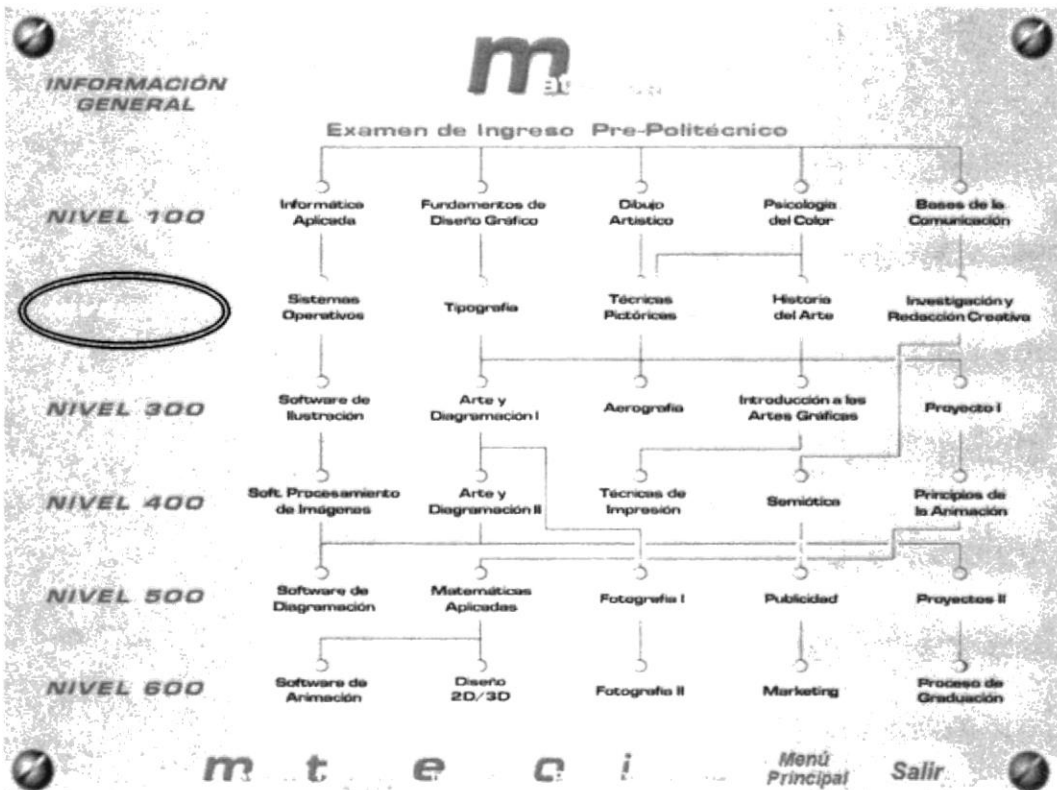 INFORMACIÓN
GENERAL
m
Examen de Ingreso Pre-Politécnico
NIVEL 100
Informática
Aplicada
Fundamentos de
Diseño Gráfico
Dibujo
Artístico
Psicología
del Color
Bases de la
Comunicación
Sistemas
Operativos
Tipografía
Técnicas
Pictóricas
Historia
del Arte
Investigación y
Redacción Creativa
NIVEL 300
Software de
Ilustración
Arte y
Diagramación I
Aerografía
Introducción a las
Artes Gráficas
Proyecto I
NIVEL 400
Soft. Procesamiento
de Imágenes
Arte y
Diagramación II
Técnicas de
Impresión
Semiótica
Principios de
la Animación
NIVEL 500
Software de
Diagramación
Matemáticas
Aplicadas
Fotografía I
Publicidad
Proyectos II
NIVEL 600
Software de
Animación
Diseño
2D/3D
Fotografía II
Marketing
Proceso de
Graduación
Menú
Principal
Salir